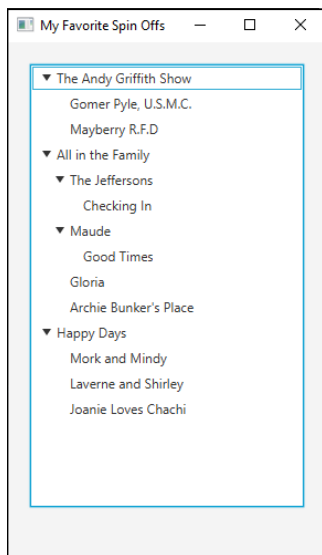 My Favorite Spin Offs
The Andy Griffith Show
Gomer Pyle, U.S.M.C.
Mayberry R.F.D
All in the Family
The Jeffersons
Checking In
Maude
Good Times
Gloria
Archie Bunker's Place
Happy Days
Mork and Mindy
Laverne and Shirley
Joanie Loves Chachi